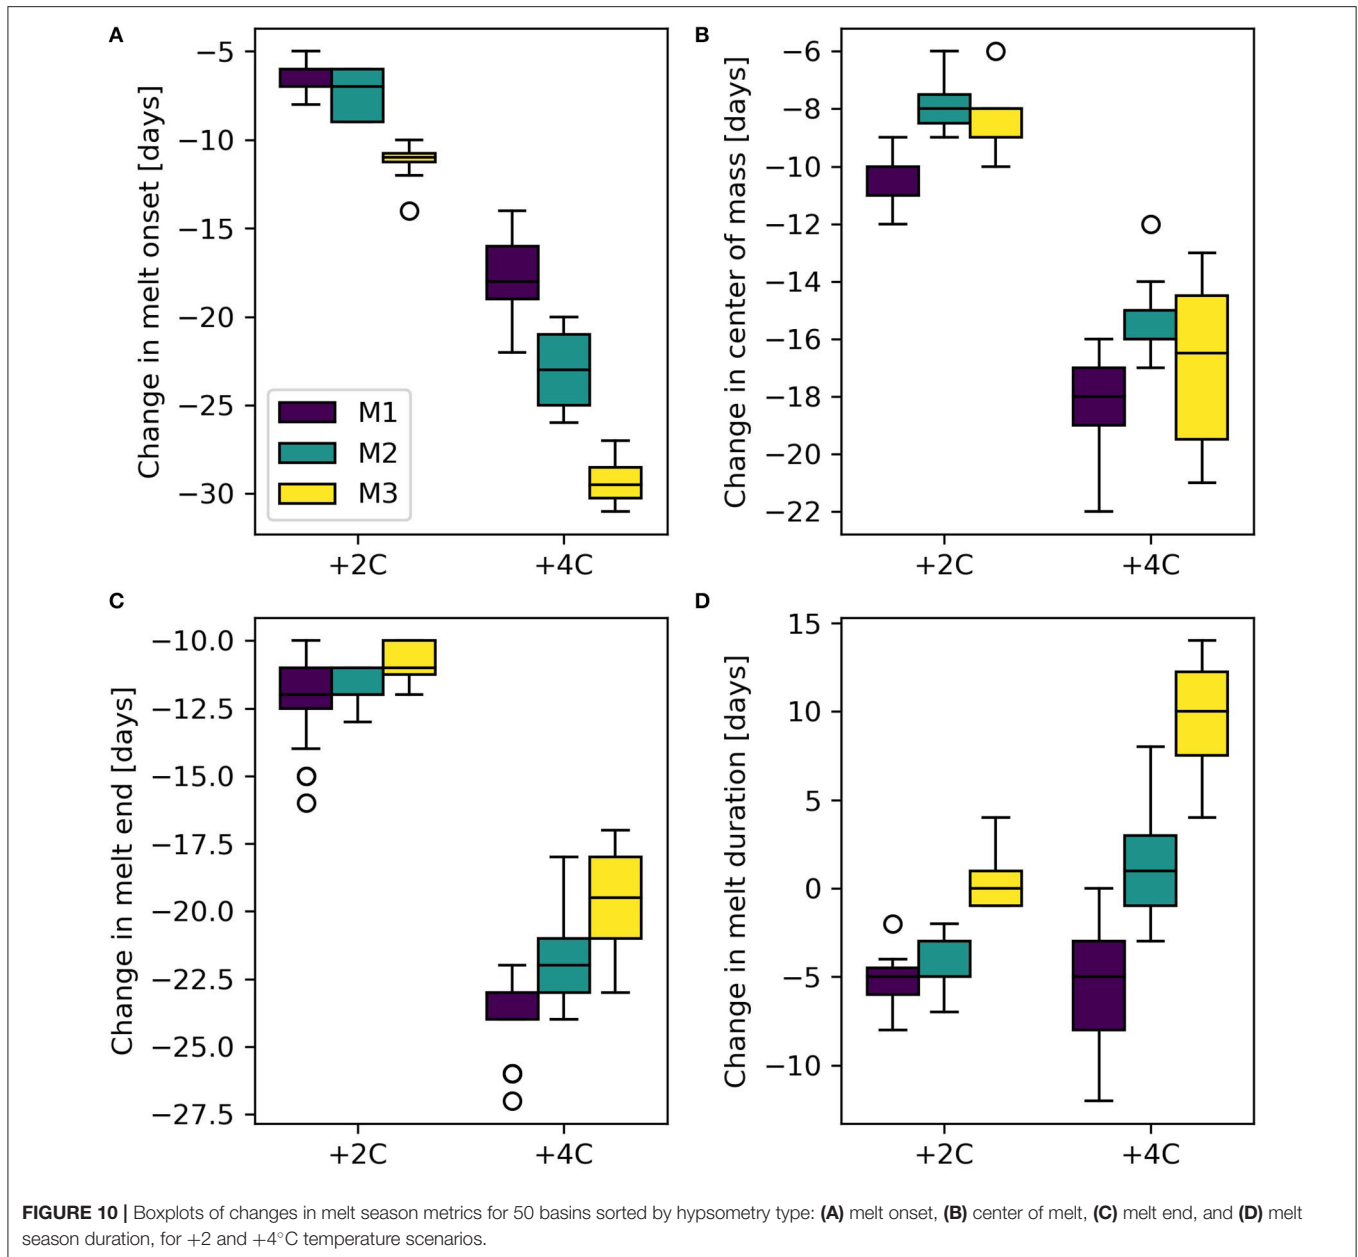 A
Change in melt onset [days]
−5
−10
−15
−20
−25
−30
M1
M2
M3
+2C
+4C
B
Change in center of mass [days]
−6
−8
−10
−12
−14
−16
−18
−20
−22
+2C
+4C
C
Change in melt end [days]
−10.0
−12.5
−15.0
−17.5
−20.0
−22.5
−25.0
−27.5
+2C
+4C
D
Change in melt duration [days]
15
10
5
0
−5
−10
+2C
+4C
FIGURE 10 | Boxplots of changes in melt season metrics for 50 basins sorted by hypsometry type: (A) melt onset, (B) center of melt, (C) melt end, and (D) melt
season duration, for +2 and +4°C temperature scenarios.